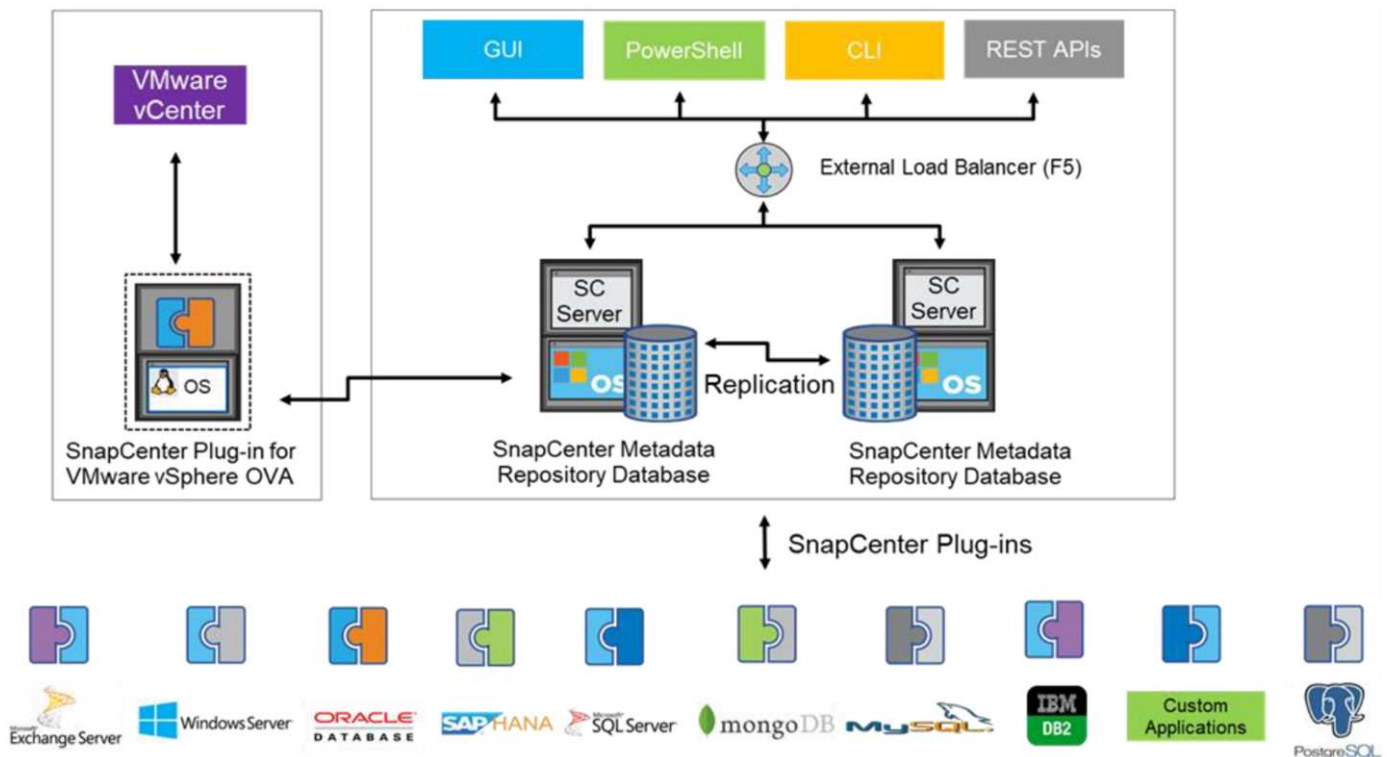 VMware
vCenter
GUI
PowerShell
CLI
REST APIs
External Load Balancer (F5)
SC
Server
SC
Server
OS
OS
OS
Replication
SnapCenter Plug-in for
VMware vSphere OVA
SnapCenter Metadata
Repository Database
SnapCenter Metadata
Repository Database
SnapCenter Plug-ins
Microsoft
Exchange Server
Windows Server
ORACLE
DATABASE
SAP HANA
Microsoft
SQL Server
mongoDB
MySQL
IBM
DB2
Custom
Applications
PostgreSQL